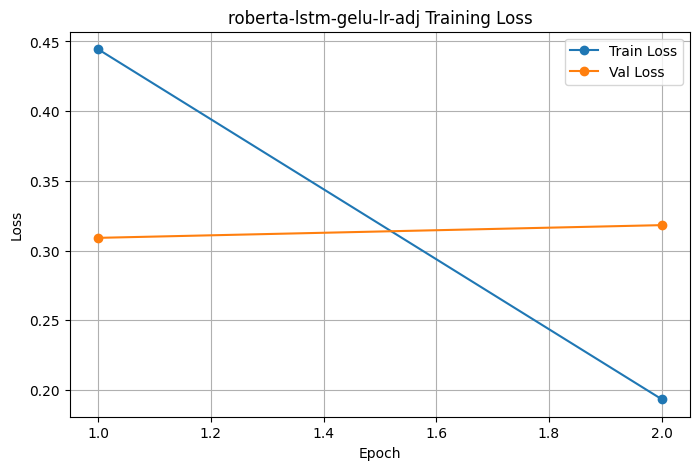 roberta-lstm-gelu-lr-adj Training Loss
Train Loss
Val Loss
0.45
0.40
0.35
0.30
0.25
0.20
Loss
1.0
1.2
1.4
1.6
1.8
2.0
Epoch